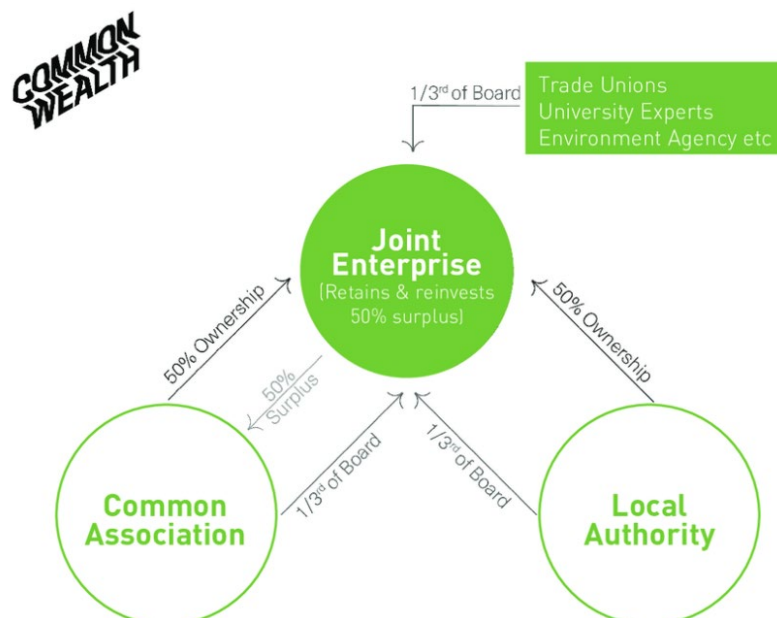 COMMON
WEALTH
1/3rd of Board
Trade Unions
University Experts
Environment Agency etc
Joint
Enterprise
(Retains & reinvests
50% surplus)
50% Ownership
50% Ownership
50%
Surplus
1/3rd of Board
1/3rd of Board
Common
Association
Local
Authority